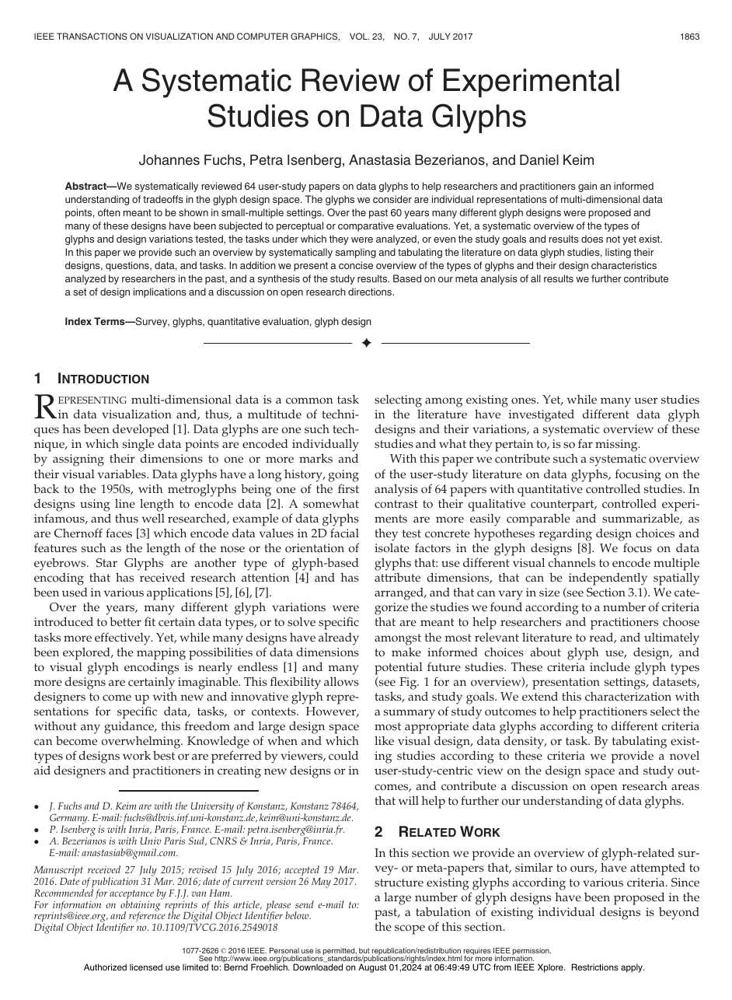 IEEE TRANSACTIONS ON VISUALIZATION AND COMPUTER GRAPHICS, VOL. 23, NO. 7, JULY 2017 1863
A Systematic Review of Experimental
Studies on Data Glyphs
Johannes Fuchs, Petra Isenberg, Anastasia Bezerianos, and Daniel Keim
Abstract—We systematically reviewed 64 user-study papers on data glyphs to help researchers and practitioners gain an informed
understanding of tradeoffs in the glyph design space. The glyphs we consider are individual representations of multi-dimensional data
points, often meant to be shown in small-multiple settings. Over the past 60 years many different glyph designs were proposed and
many of these designs have been subjected to perceptual or comparative evaluations. Yet, a systematic overview of the types of
glyphs and design variations tested, the tasks under which they were analyzed, or even the study goals and results does not yet exist.
In this paper we provide such an overview by systematically sampling and tabulating the literature on data glyph studies, listing their
designs, questions, data, and tasks. In addition we present a concise overview of the types of glyphs and their design characteristics
analyzed by researchers in the past, and a synthesis of the study results. Based on our meta analysis of all results we further contribute
a set of design implications and a discussion on open research directions.
Index Terms—Survey, glyphs, quantitative evaluation, glyph design
1 INTRODUCTION
REPRESENTING multi-dimensional data is a common task
in data visualization and, thus, a multitude of techni-
ques has been developed [1]. Data glyphs are one such tech-
nique, in which single data points are encoded individually
by assigning their dimensions to one or more marks and
their visual variables. Data glyphs have a long history, going
back to the 1950s, with metroglyphs being one of the first
designs using line length to encode data [2]. A somewhat
infamous, and thus well researched, example of data glyphs
are Chernoff faces [3] which encode data values in 2D facial
features such as the length of the nose or the orientation of
eyebrows. Star Glyphs are another type of glyph-based
encoding that has received research attention [4] and has
been used in various applications [5], [6], [7].
Over the years, many different glyph variations were
introduced to better fit certain data types, or to solve specific
tasks more effectively. Yet, while many designs have already
been explored, the mapping possibilities of data dimensions
to visual glyph encodings is nearly endless [1] and many
more designs are certainly imaginable. This flexibility allows
designers to come up with new and innovative glyph repre-
sentations for specific data, tasks, or contexts. However,
without any guidance, this freedom and large design space
can become overwhelming. Knowledge of when and which
types of designs work best or are preferred by viewers, could
aid designers and practitioners in creating new designs or in
• J. Fuchs and D. Keim are with the University of Konstanz, Konstanz 78464,
Germany. E-mail: fuchs@dbvis.inf.uni-konstanz.de, keim@uni-konstanz.de.
• P. Isenberg is with Inria, Paris, France. E-mail: petra.isenberg@inria.fr.
• A. Bezerianos is with Univ Paris Sud, CNRS & Inria, Paris, France.
E-mail: anastasiab@gmail.com.
Manuscript received 27 July 2015; revised 15 July 2016; accepted 19 Mar.
2016. Date of publication 31 Mar. 2016; date of current version 26 May 2017.
Recommended for acceptance by F.J.J. van Ham.
For information on obtaining reprints of this article, please send e-mail to:
reprints@ieee.org, and reference the Digital Object Identifier below.
Digital Object Identifier no. 10.1109/TVCG.2016.2549018
selecting among existing ones. Yet, while many user studies
in the literature have investigated different data glyph
designs and their variations, a systematic overview of these
studies and what they pertain to, is so far missing.
With this paper we contribute such a systematic overview
of the user-study literature on data glyphs, focusing on the
analysis of 64 papers with quantitative controlled studies. In
contrast to their qualitative counterpart, controlled experi-
ments are more easily comparable and summarizable, as
they test concrete hypotheses regarding design choices and
isolate factors in the glyph designs [8]. We focus on data
glyphs that: use different visual channels to encode multiple
attribute dimensions, that can be independently spatially
arranged, and that can vary in size (see Section 3.1). We cate-
gorize the studies we found according to a number of criteria
that are meant to help researchers and practitioners choose
amongst the most relevant literature to read, and ultimately
to make informed choices about glyph use, design, and
potential future studies. These criteria include glyph types
(see Fig. 1 for an overview), presentation settings, datasets,
tasks, and study goals. We extend this characterization with
a summary of study outcomes to help practitioners select the
most appropriate data glyphs according to different criteria
like visual design, data density, or task. By tabulating exist-
ing studies according to these criteria we provide a novel
user-study-centric view on the design space and study out-
comes, and contribute a discussion on open research areas
that will help to further our understanding of data glyphs.
2 RELATED WORK
In this section we provide an overview of glyph-related sur-
vey- or meta-papers that, similar to ours, have attempted to
structure existing glyphs according to various criteria. Since
a large number of glyph designs have been proposed in the
past, a tabulation of existing individual designs is beyond
the scope of this section.
1077-2626 © 2016 IEEE. Personal use is permitted, but republication/redistribution requires IEEE permission.
See http://www.ieee.org/publications_standards/publications/rights/index.html for more information.
Authorized licensed use limited to: Bernd Froehlich. Downloaded on August 01,2024 at 06:49:49 UTC from IEEE Xplore. Restrictions apply.